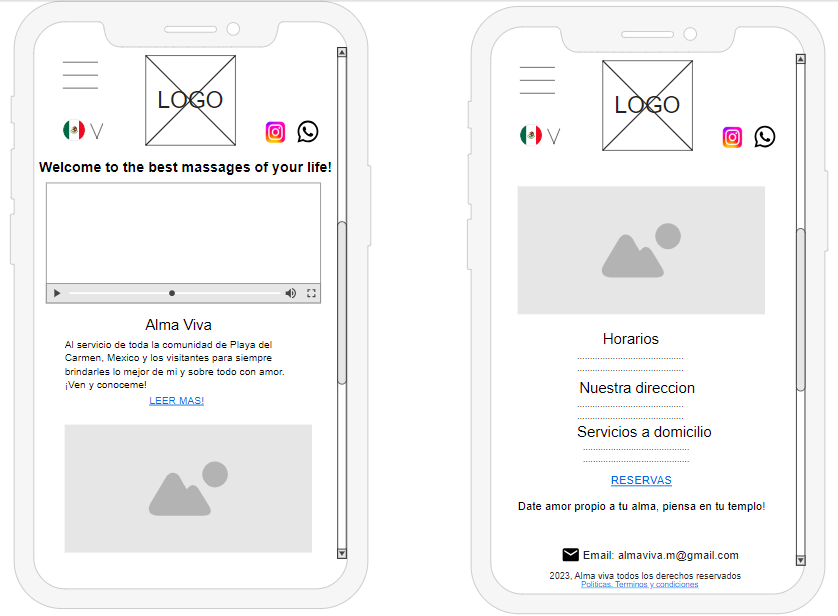 LOGO
V
Welcome to the best massages of your life!
Alma Viva
Al servicio de toda la comunidad de Playa del
Carmen, Mexico y los visitantes para siempre
brindarles lo mejor de mi y sobre todo con amor.
¡Ven y conoceme!
LEER MAS!
LOGO
V
Horarios
Nuestra direccion
Servicios a domicilio
RESERVAS
Date amor propio a tu alma, piensa en tu templo!
Email: almaviva.m@gmail.com
2023, Alma viva todos los derechos reservados
Politicas, Terminos y condiciones